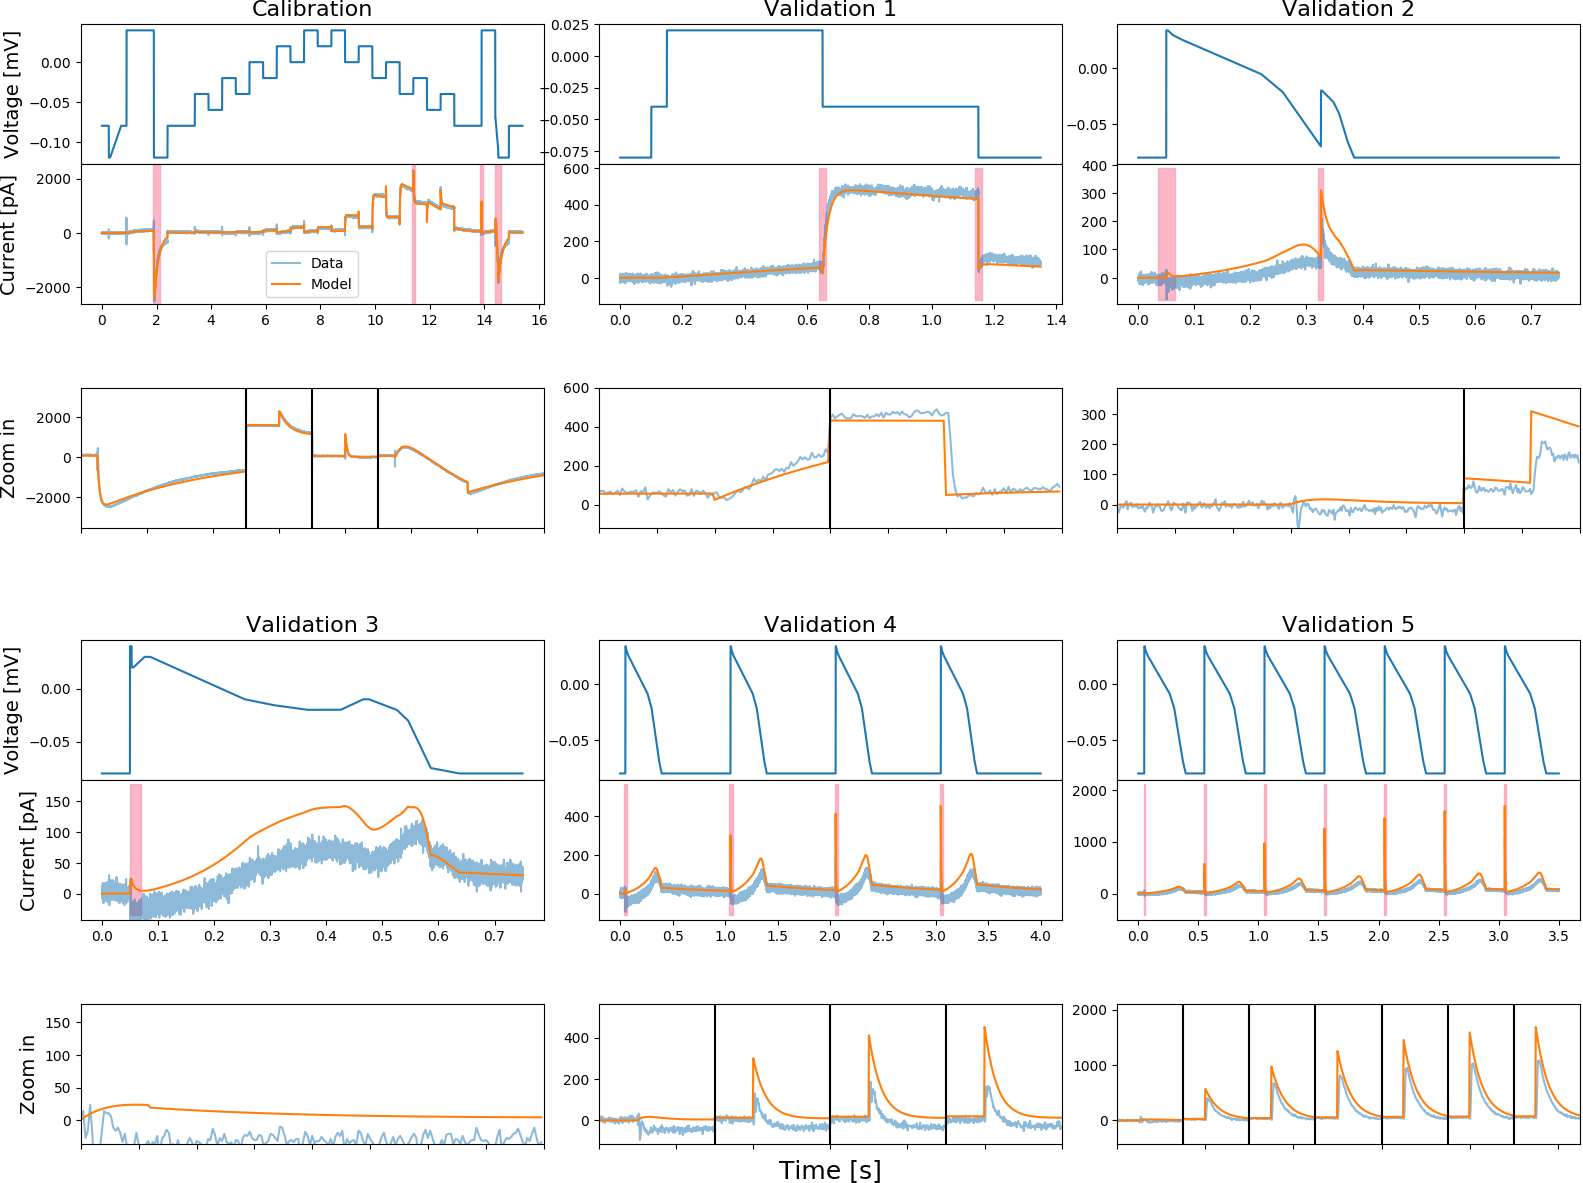 Calibration
Validation 1
Validation 2
Voltage [mV]
0.00
−0.05
−0.10
0.025
0.000
−0.025
−0.050
−0.075
0.00
−0.05
Current [pA]
2000
0
−2000
Data
Model
600
400
200
0
400
300
200
100
0
0 2 4 6 8 10 12 14 16
0.0 0.2 0.4 0.6 0.8 1.0 1.2 1.4
0.0 0.1 0.2 0.3 0.4 0.5 0.6 0.7
Zoom in
2000
0
−2000
600
400
200
0
300
200
100
0
Validation 3
Validation 4
Validation 5
Voltage [mV]
0.00
−0.05
0.00
−0.05
0.00
−0.05
Current [pA]
150
100
50
0
400
200
0
2000
1000
0
0.0 0.1 0.2 0.3 0.4 0.5 0.6 0.7
0.0 0.5 1.0 1.5 2.0 2.5 3.0 3.5 4.0
0.0 0.5 1.0 1.5 2.0 2.5 3.0 3.5
Zoom in
150
100
50
0
400
200
0
2000
1000
0
Time [s]